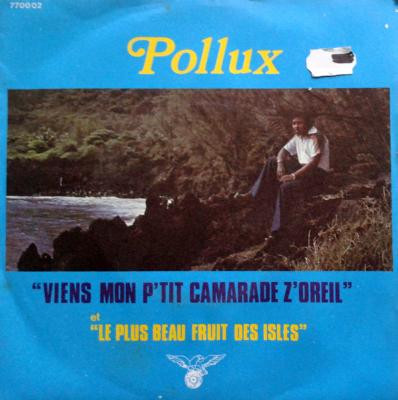 770002
Pollux
"VIENS MON P'TIT CAMARADE Z'OREIL"
et
"LE PLUS BEAU FRUIT DES ISLES"